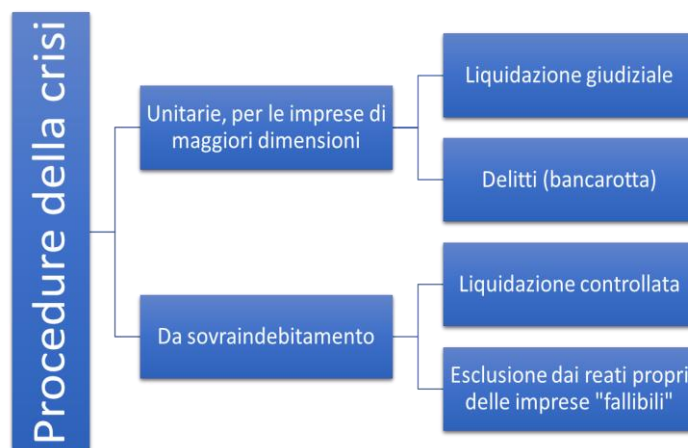 Procedure della crisi
Unitarie, per le imprese di
maggiori dimensioni
Liquidazione giudiziale
Delitti (bancarotta)
Da sovraindebitamento
Liquidazione controllata
Esclusione dai reati propri
delle imprese "fallibili"